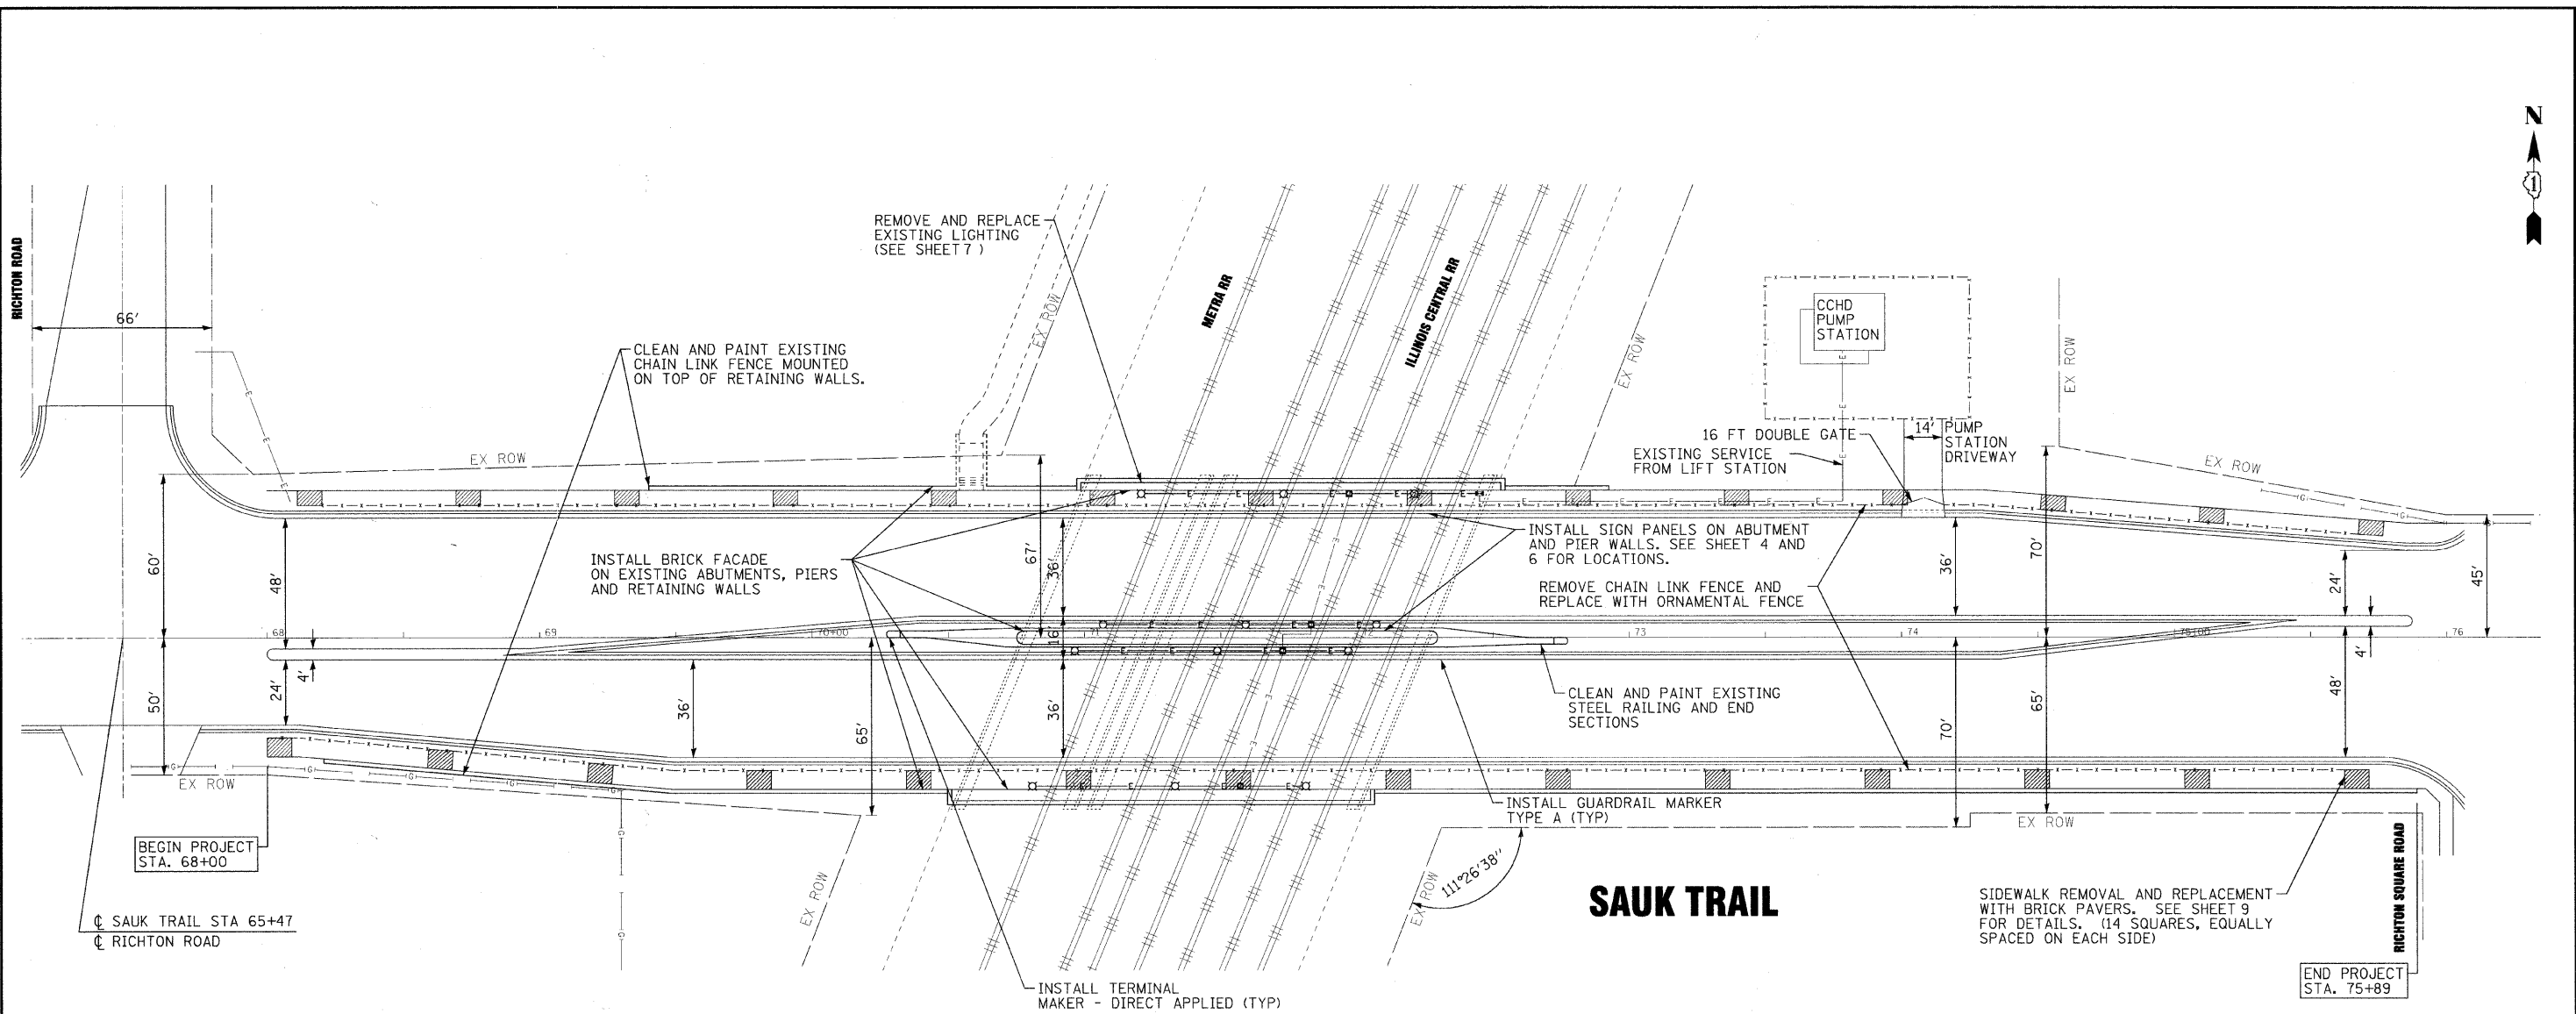 N
1
REMOVE AND REPLACE
EXISTING LIGHTING
(SEE SHEET 7 )
RICHTON ROAD
66'
CLEAN AND PAINT EXISTING
CHAIN LINK FENCE MOUNTED
ON TOP OF RETAINING WALLS.
EX ROW
METRA RR
ILLINOIS CENTRAL RR
EX ROW
CCHD
PUMP
STATION
EX ROW
16 FT DOUBLE GATE
14'
PUMP
STATION
DRIVEWAY
EXISTING SERVICE
FROM LIFT STATION
EX ROW
EX ROW
INSTALL BRICK FACADE
ON EXISTING ABUTMENTS, PIERS
AND RETAINING WALLS
INSTALL SIGN PANELS ON ABUTMENT
AND PIER WALLS. SEE SHEET 4 AND
6 FOR LOCATIONS.
REMOVE CHAIN LINK FENCE AND
REPLACE WITH ORNAMENTAL FENCE
60'
48'
67'
36'
36'
70'
24'
45'
68
69
70+00
71
73
74
75+00
76
16'
50'
24'
4'
36'
65'
36'
70'
65'
48'
4'
CLEAN AND PAINT EXISTING
STEEL RAILING AND END
SECTIONS
EX ROW
INSTALL GUARDRAIL MARKER
TYPE A (TYP)
EX ROW
BEGIN PROJECT
STA. 68+00
EX ROW
EX ROW
111°26'38"
SAUK TRAIL
SIDEWALK REMOVAL AND REPLACEMENT
WITH BRICK PAVERS. SEE SHEET 9
FOR DETAILS. (14 SQUARES, EQUALLY
SPACED ON EACH SIDE)
RICHTON SQUARE ROAD
℄ SAUK TRAIL STA 65+47
℄ RICHTON ROAD
END PROJECT
STA. 75+89
INSTALL TERMINAL
MAKER - DIRECT APPLIED (TYP)